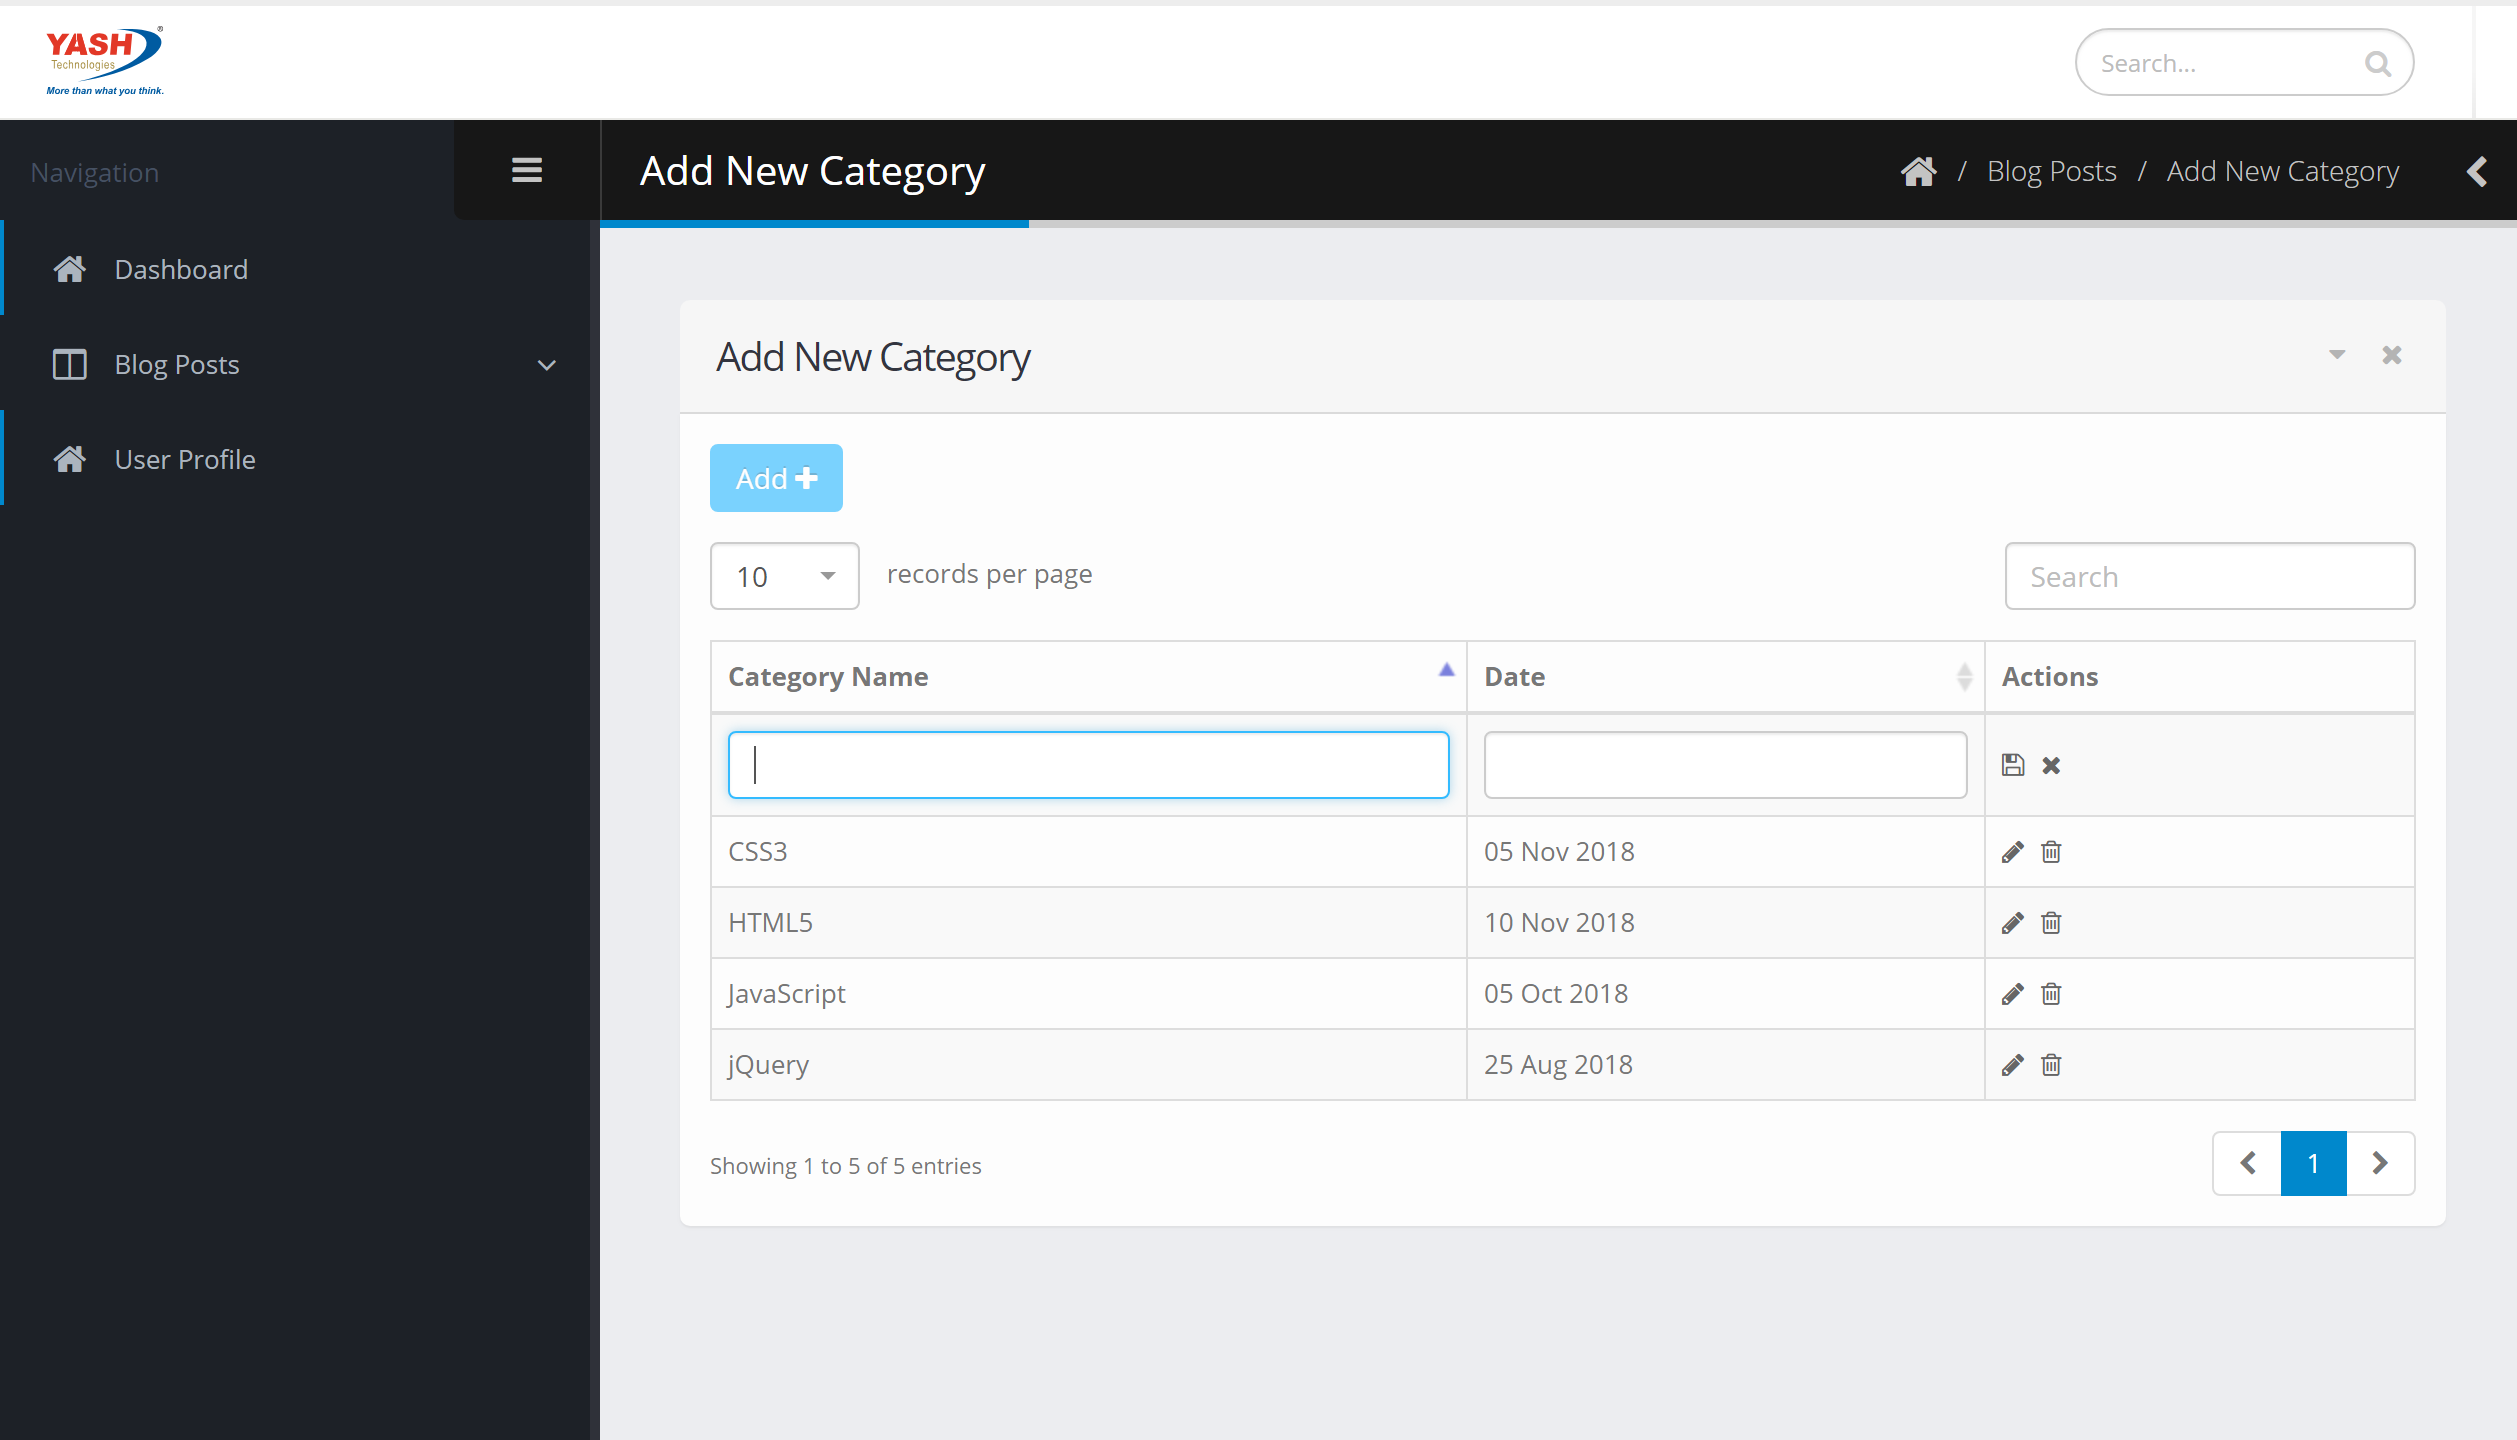 YASH®
Technologies
More than what you think.
Search...
Navigation
Add New Category
/ Blog Posts / Add New Category
Dashboard
Blog Posts
User Profile
Add New Category
Add
10 records per page
Search
Category Name Date Actions
CSS3 05 Nov 2018
HTML5 10 Nov 2018
JavaScript 05 Oct 2018
jQuery 25 Aug 2018
Showing 1 to 5 of 5 entries
1